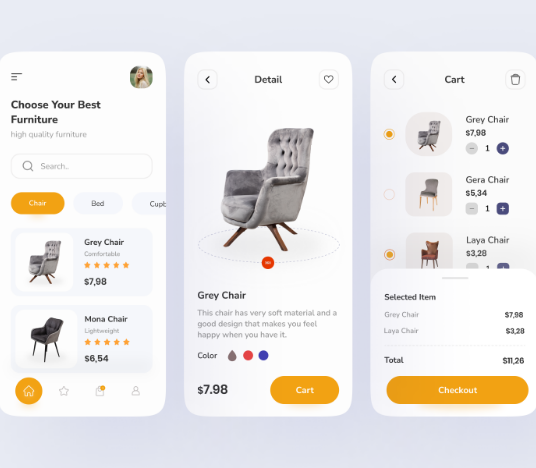 Choose Your Best
Furniture
high quality furniture
Search..
Chair
Bed
Cupb
Grey Chair
Comfortable
$7,98
Mona Chair
Lightweight
$6,54
Detail
Grey Chair
This chair has very soft material and a
good design that makes you feel
happy when you have it.
Color
$7.98
Cart
Cart
Grey Chair
$7,98
1
Gera Chair
$5,34
1
Laya Chair
$3,28
1
Selected Item
Grey Chair $7,98
Laya Chair $3,28
Total $11,26
Checkout